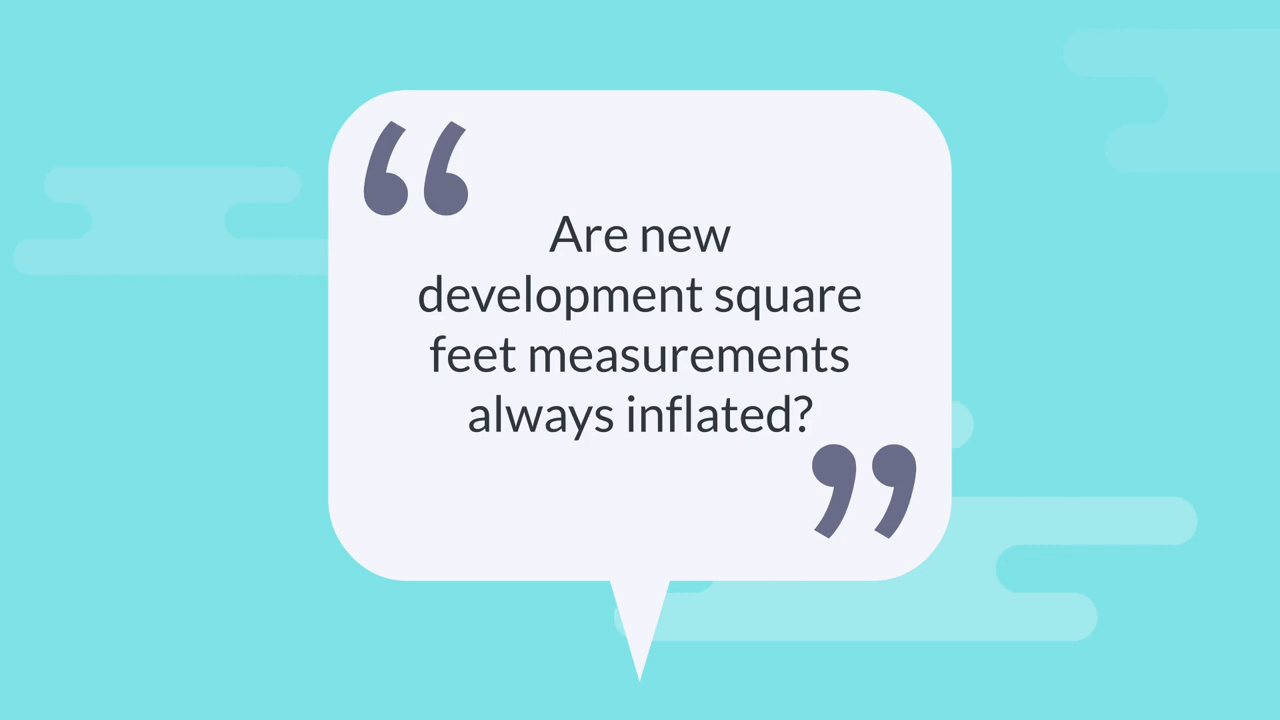 “
Are new
development square
feet measurements
always inflated?
”